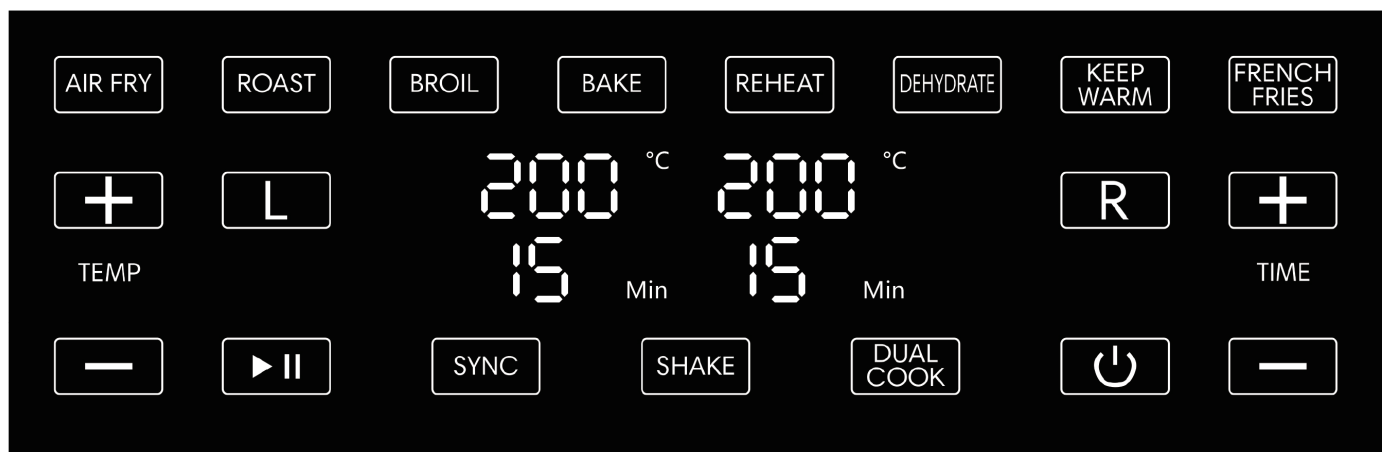 AIR FRY
ROAST
BROIL
BAKE
REHEAT
DEHYDRATE
KEEP
WARM
FRENCH
FRIES
L
200 °C
200 °C
R
TEMP
15 Min
15 Min
TIME
SYNC
SHAKE
DUAL
COOK